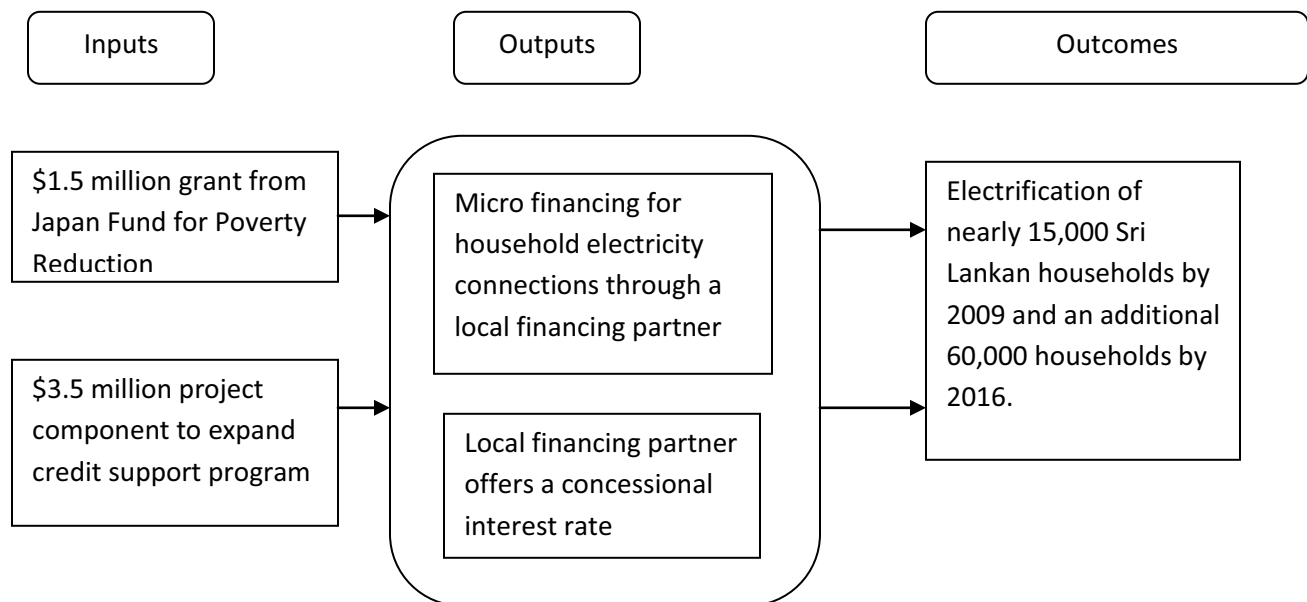 Inputs
Outputs
Outcomes
$1.5 million grant from
Japan Fund for Poverty
Reduction
$3.5 million project
component to expand
credit support program
Micro financing for
household electricity
connections through a
local financing partner
Local financing partner
offers a concessional
interest rate
Electrification of
nearly 15,000 Sri
Lankan households by
2009 and an additional
60,000 households by
2016.